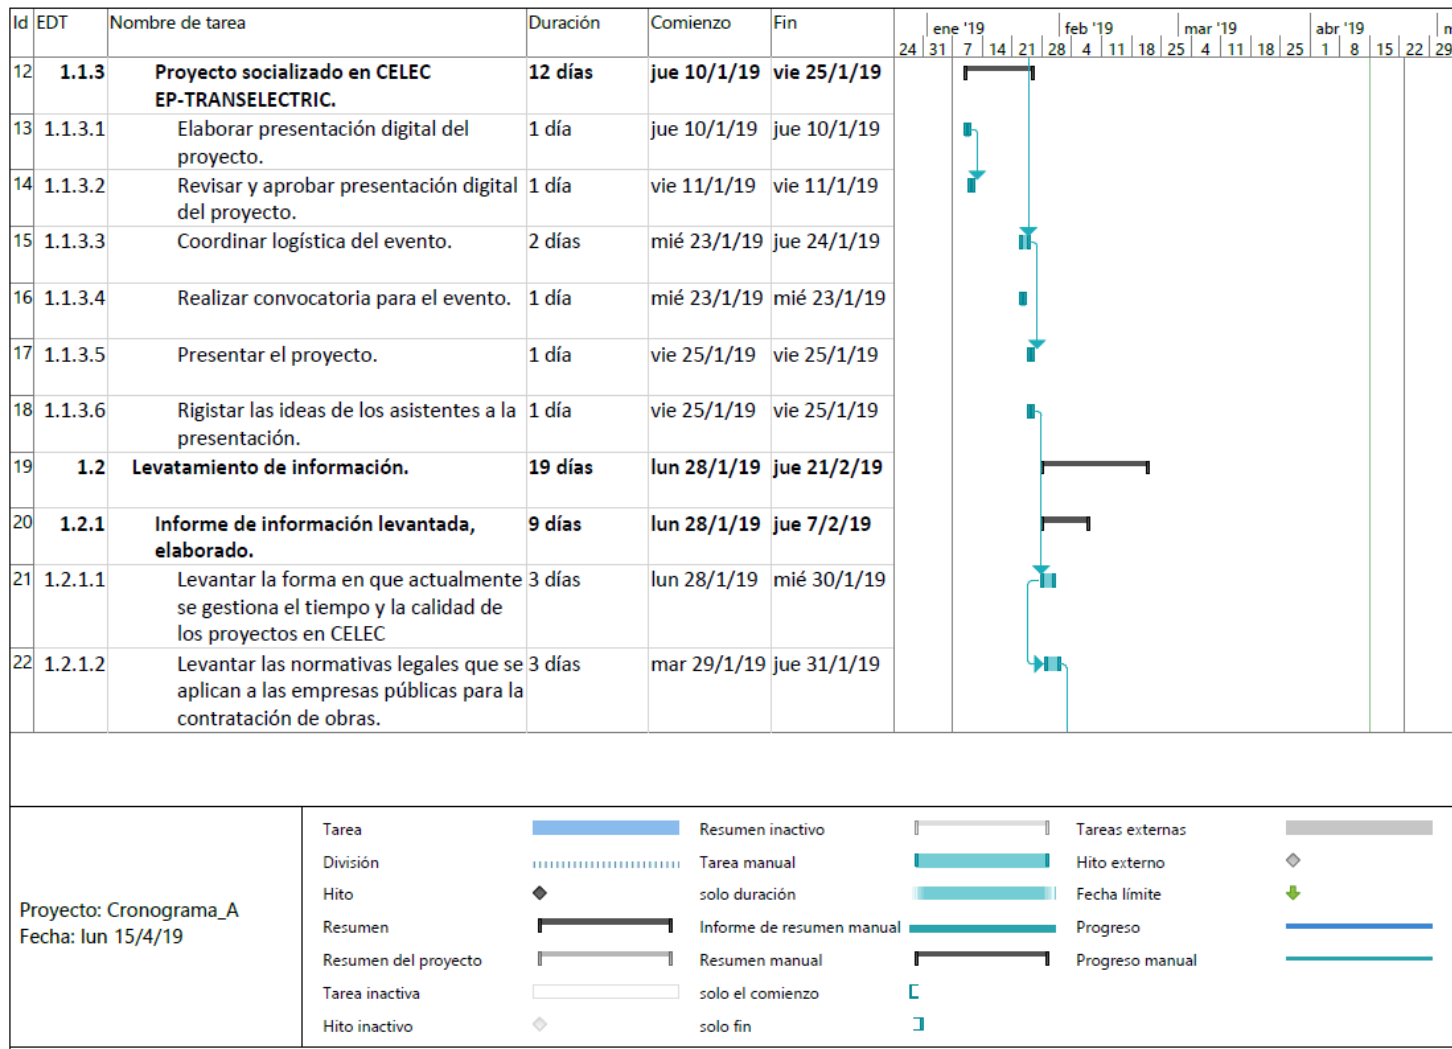 Id EDT Nombre de tarea Duración Comienzo Fin
ene '19 feb '19 mar '19 abr '19 m
24 31 7 14 21 28 4 11 18 25 4 11 18 25 1 8 15 22 29
12 1.1.3 Proyecto socializado en CELEC 12 días jue 10/1/19 vie 25/1/19
EP-TRANSELECTRIC.
13 1.1.3.1 Elaborar presentación digital del 1 día jue 10/1/19 jue 10/1/19
proyecto.
14 1.1.3.2 Revisar y aprobar presentación digital 1 día vie 11/1/19 vie 11/1/19
del proyecto.
15 1.1.3.3 Coordinar logística del evento. 2 días mié 23/1/19 jue 24/1/19
16 1.1.3.4 Realizar convocatoria para el evento. 1 día mié 23/1/19 mié 23/1/19
17 1.1.3.5 Presentar el proyecto. 1 día vie 25/1/19 vie 25/1/19
18 1.1.3.6 Rigistar las ideas de los asistentes a la 1 día vie 25/1/19 vie 25/1/19
presentación.
19 1.2 Levatamiento de información. 19 días lun 28/1/19 jue 21/2/19
20 1.2.1 Informe de información levantada, 9 días lun 28/1/19 jue 7/2/19
elaborado.
21 1.2.1.1 Levantar la forma en que actualmente 3 días lun 28/1/19 mié 30/1/19
se gestiona el tiempo y la calidad de
los proyectos en CELEC
22 1.2.1.2 Levantar las normativas legales que se 3 días mar 29/1/19 jue 31/1/19
aplican a las empresas públicas para la
contratación de obras.
Proyecto: Cronograma_A
Fecha: lun 15/4/19
Tarea Resumen inactivo Tareas externas
División Tarea manual Hito externo
Hito solo duración Fecha límite
Resumen Informe de resumen manual Progreso
Resumen del proyecto Resumen manual Progreso manual
Tarea inactiva solo el comienzo
Hito inactivo solo fin